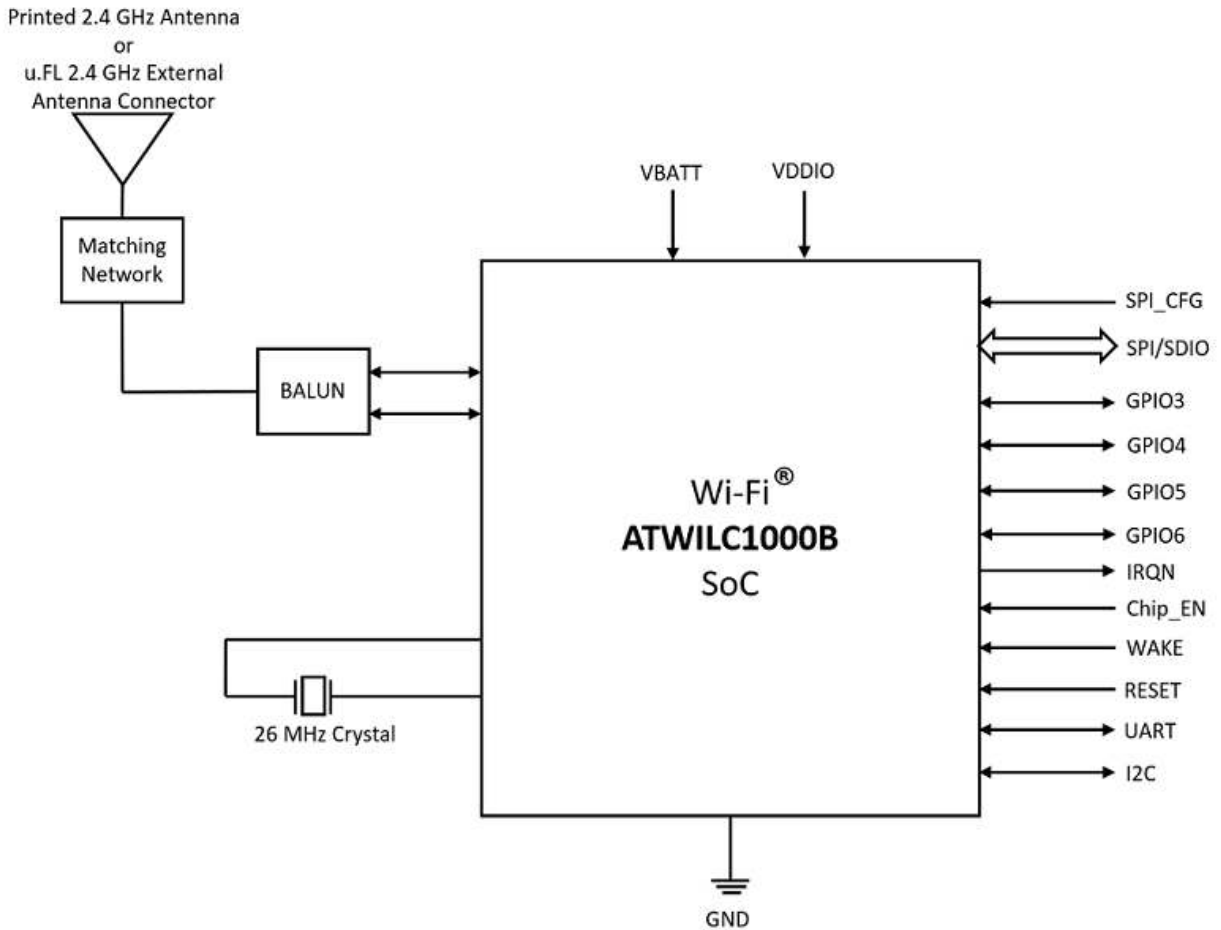 Printed 2.4 GHz Antenna
or
u.FL 2.4 GHz External
Antenna Connector
Matching
Network
BALUN
26 MHz Crystal
VBATT
VDDIO
Wi-Fi®
ATWILC1000B
SoC
SPI_CFG
SPI/SDIO
GPIO3
GPIO4
GPIO5
GPIO6
IRQN
Chip_EN
WAKE
RESET
UART
I2C
GND